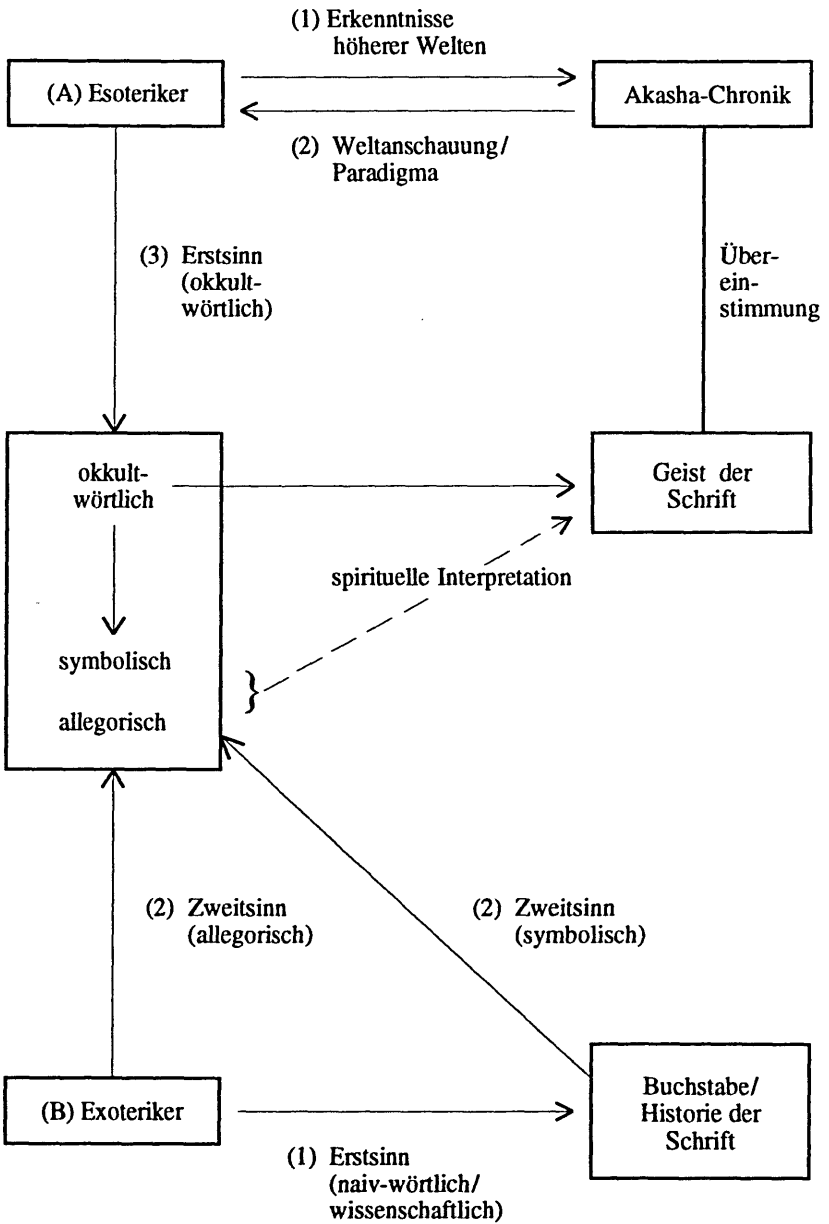 (1) Erkenntnisse
höherer Welten
(A) Esoteriker
Akasha-Chronik
(2) Weltanschauung/
Paradigma
(3) Erstsinn
(okkult-
wörtlich)
Über-
ein-
stimmung
okkult-
wörtlich
Geist der
Schrift
spirituelle Interpretation
symbolisch
}
allegorisch
(2) Zweitsinn
(allegorisch)
(2) Zweitsinn
(symbolisch)
(B) Exoteriker
Buchstabe/
Historie der
Schrift
(1) Erstsinn
(naiv-wörtlich/
wissenschaftlich)